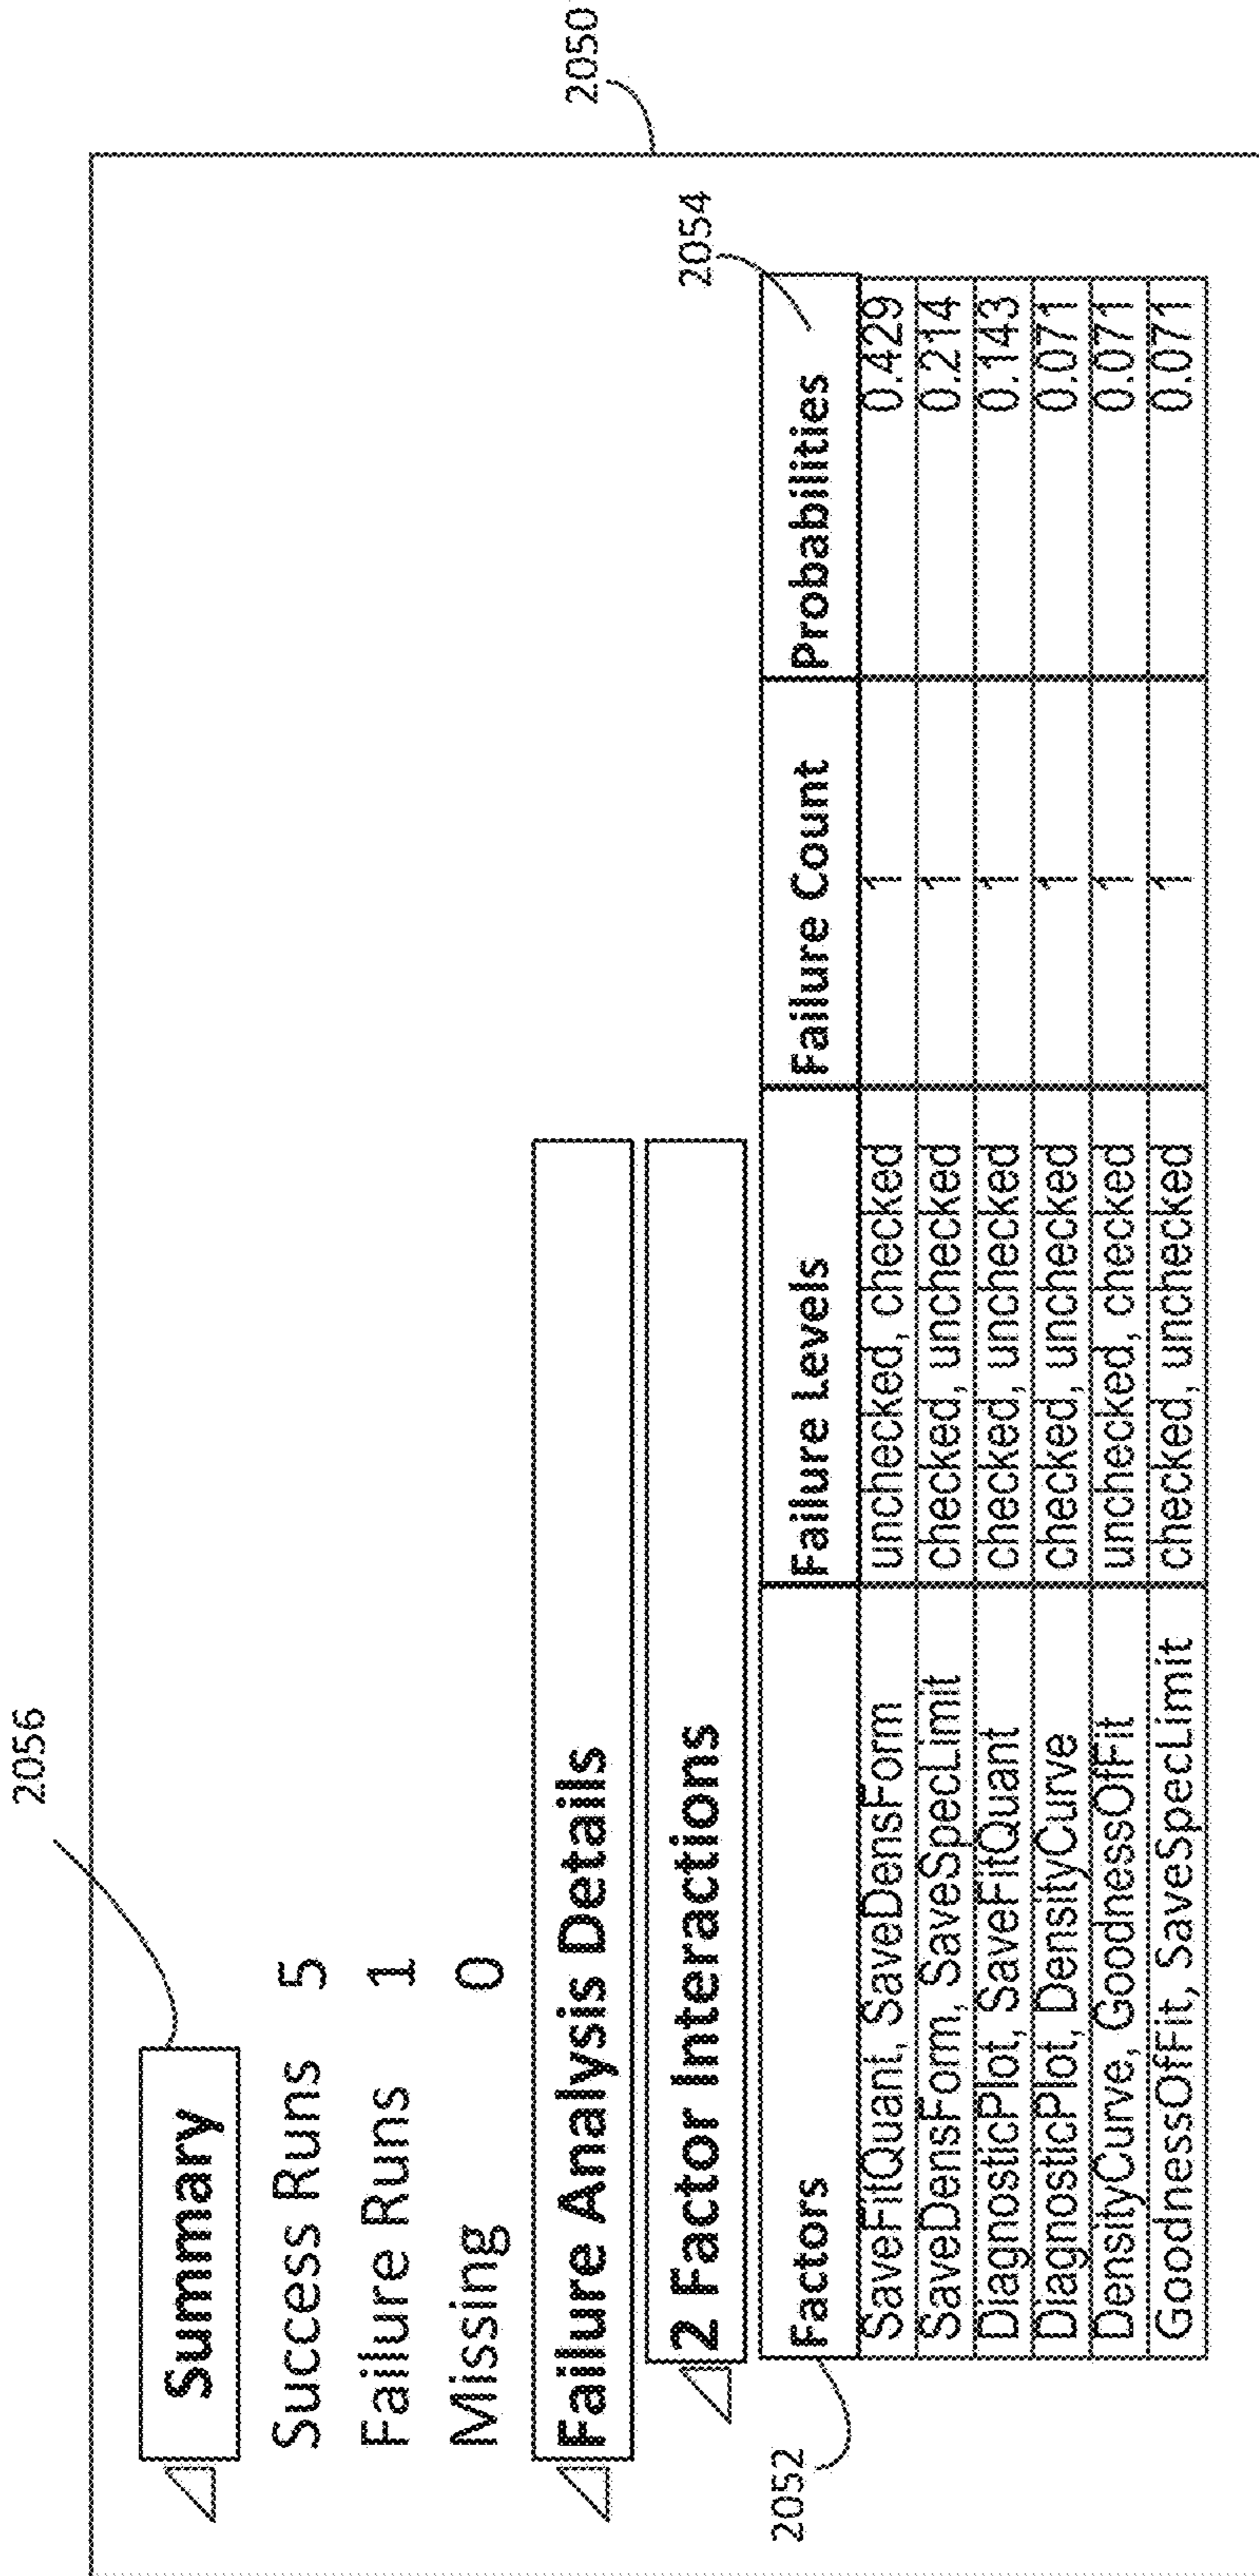 2056
2050
Summary
Success Runs 5
Failure Runs 1
Missing 0
Failure Analysis Details
2 Factor Interactions
2054
2052
Factors Failure Levels Failure Count Probabilities
SaveFitQuant, SaveDensForm unchecked, checked 1 0.429
SaveDensForm, SaveSpecLimit checked, unchecked 1 0.214
DiagnosticPlot, SaveFitQuant checked, unchecked 1 0.143
DiagnosticPlot, DensityCurve checked, unchecked 1 0.071
DensityCurve, GoodnessOfFit unchecked, checked 1 0.071
GoodnessOfFit, SaveSpecLimit checked, unchecked 1 0.071